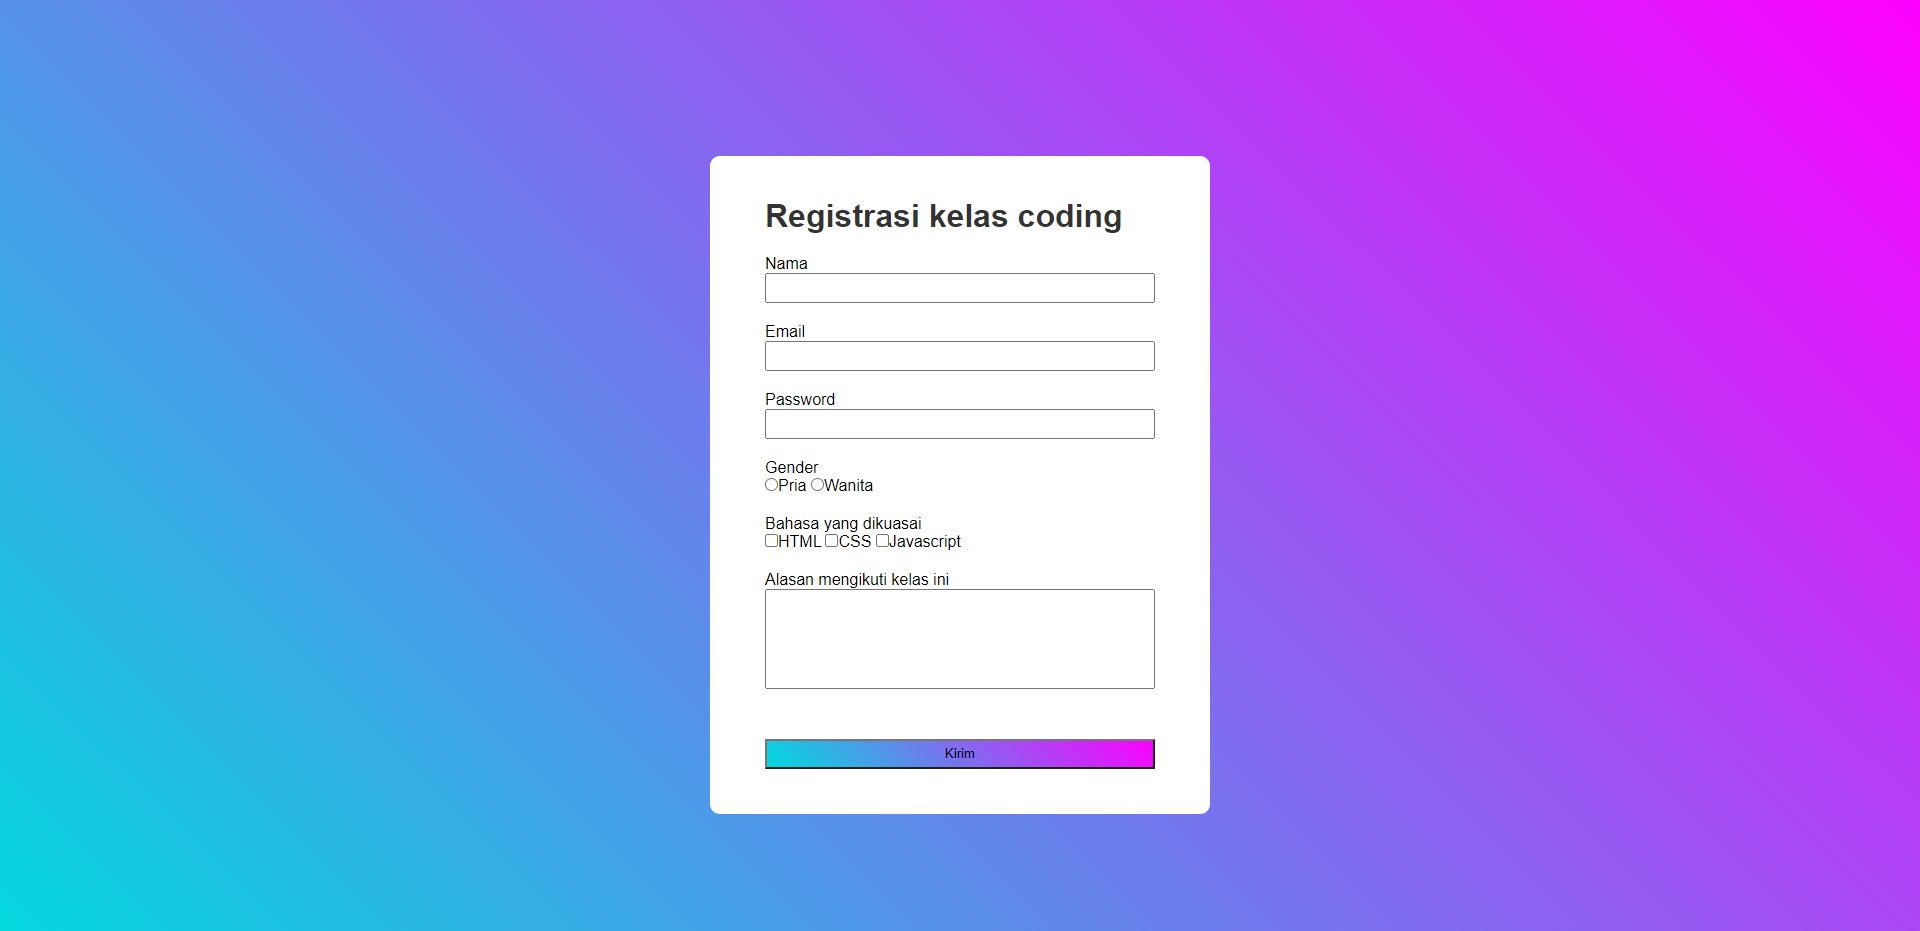 Registrasi kelas coding
Nama
Email
Password
Gender
Pria Wanita
Bahasa yang dikuasai
HTML CSS Javascript
Alasan mengikuti kelas ini
Kirim